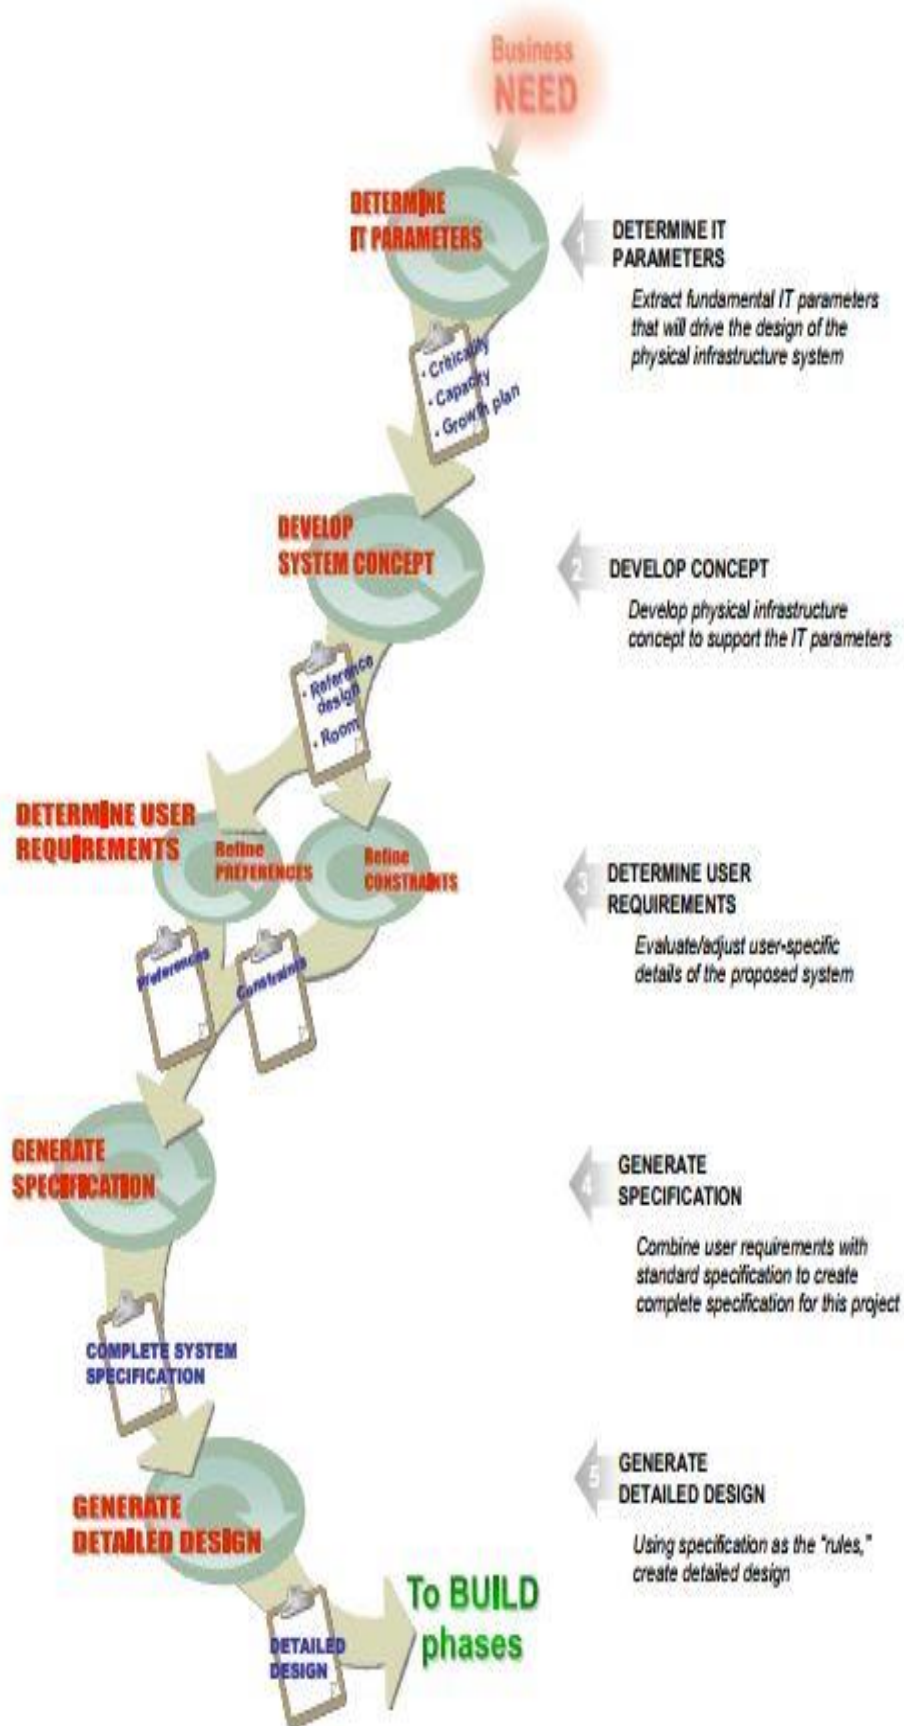 Business
NEED
DETERMINE
IT PARAMETERS
1
DETERMINE IT
PARAMETERS
Extract fundamental IT parameters
that will drive the design of the
physical infrastructure system
• Criticality
• Capacity
• Growth plan
DEVELOP
SYSTEM CONCEPT
2
DEVELOP CONCEPT
Develop physical infrastructure
concept to support the IT parameters
• Reference
design
• Room
DETERMINE USER
REQUIREMENTS
Refine
PREFERENCES
Refine
CONSTRAINTS
3
DETERMINE USER
REQUIREMENTS
Evaluate/adjust user-specific
details of the proposed system
Preferences
Constraints
GENERATE
SPECIFICATION
4
GENERATE
SPECIFICATION
Combine user requirements with
standard specification to create
complete specification for this project
COMPLETE SYSTEM
SPECIFICATION
GENERATE
DETAILED DESIGN
5
GENERATE
DETAILED DESIGN
Using specification as the "rules,"
create detailed design
To BUILD
phases
DETAILED
DESIGN